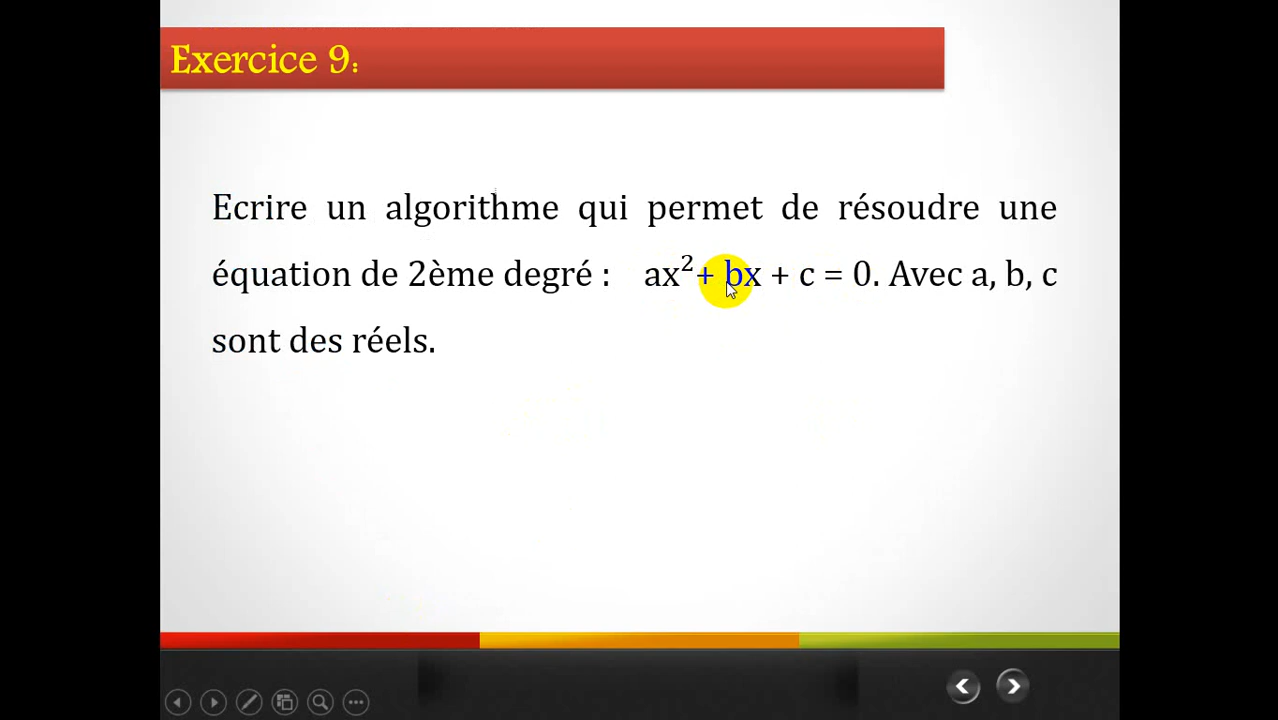 Exercice 9:
Ecrire un algorithme qui permet de résoudre une
équation de 2ème degré : ax²+ bx + c = 0. Avec a, b, c
sont des réels.